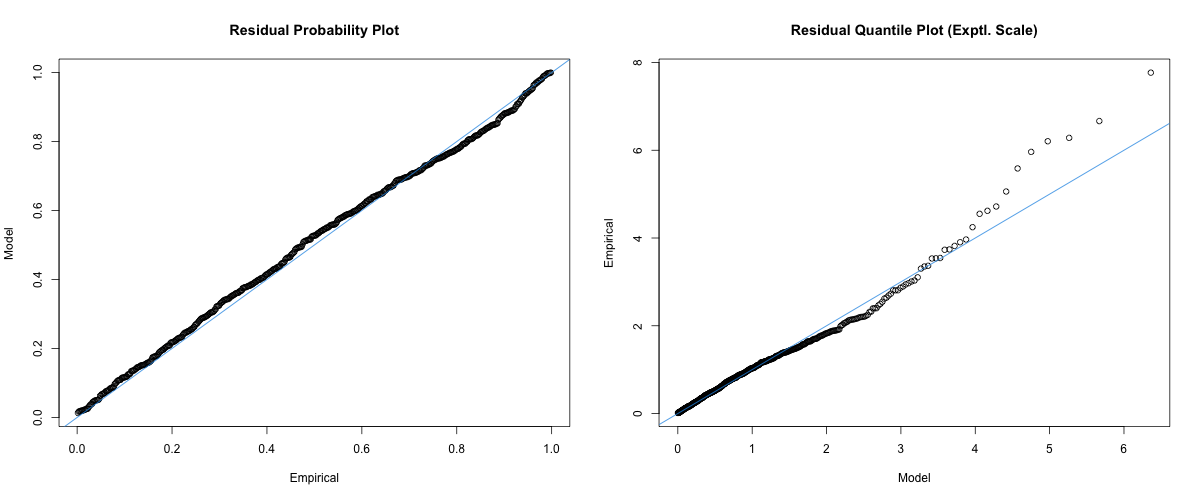 Residual Probability Plot
Model
0.0 0.2 0.4 0.6 0.8 1.0
0.0 0.2 0.4 0.6 0.8 1.0
Empirical
Residual Quantile Plot (Exptl. Scale)
Empirical
0 2 4 6 8
0 1 2 3 4 5 6
Model